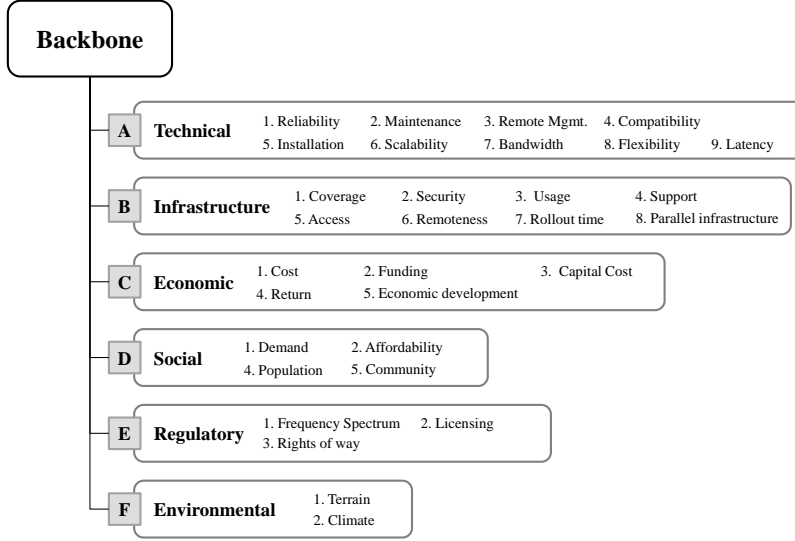 Backbone
A Technical
1. Reliability 2. Maintenance 3. Remote Mgmt. 4. Compatibility
5. Installation 6. Scalability 7. Bandwidth 8. Flexibility 9. Latency
B Infrastructure
1. Coverage 2. Security 3. Usage 4. Support
5. Access 6. Remoteness 7. Rollout time 8. Parallel infrastructure
C Economic
1. Cost 2. Funding 3. Capital Cost
4. Return 5. Economic development
D Social
1. Demand 2. Affordability
4. Population 5. Community
E Regulatory
1. Frequency Spectrum 2. Licensing
3. Rights of way
F Environmental
1. Terrain
2. Climate